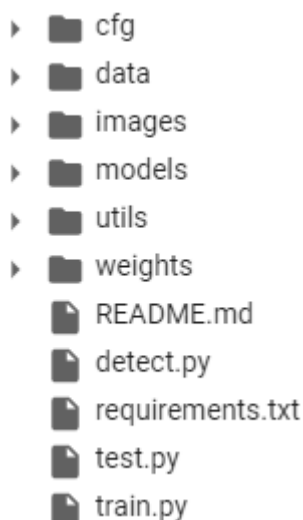 cfg
data
images
models
utils
weights
README.md
detect.py
requirements.txt
test.py
train.py